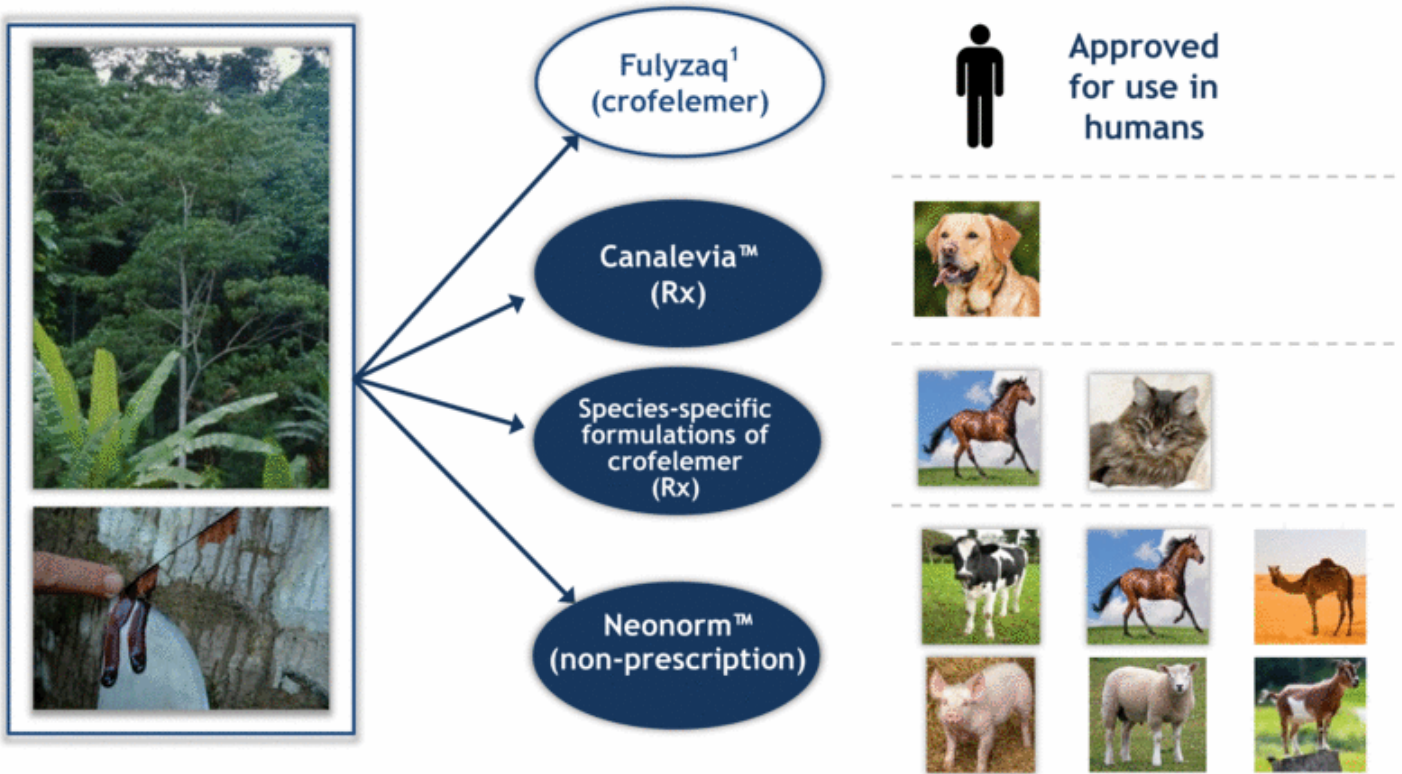 Fulyzaq¹
(crofelemer)
Approved
for use in
humans
Canalevia™
(Rx)
Species-specific
formulations of
crofelemer
(Rx)
Neonorm™
(non-prescription)